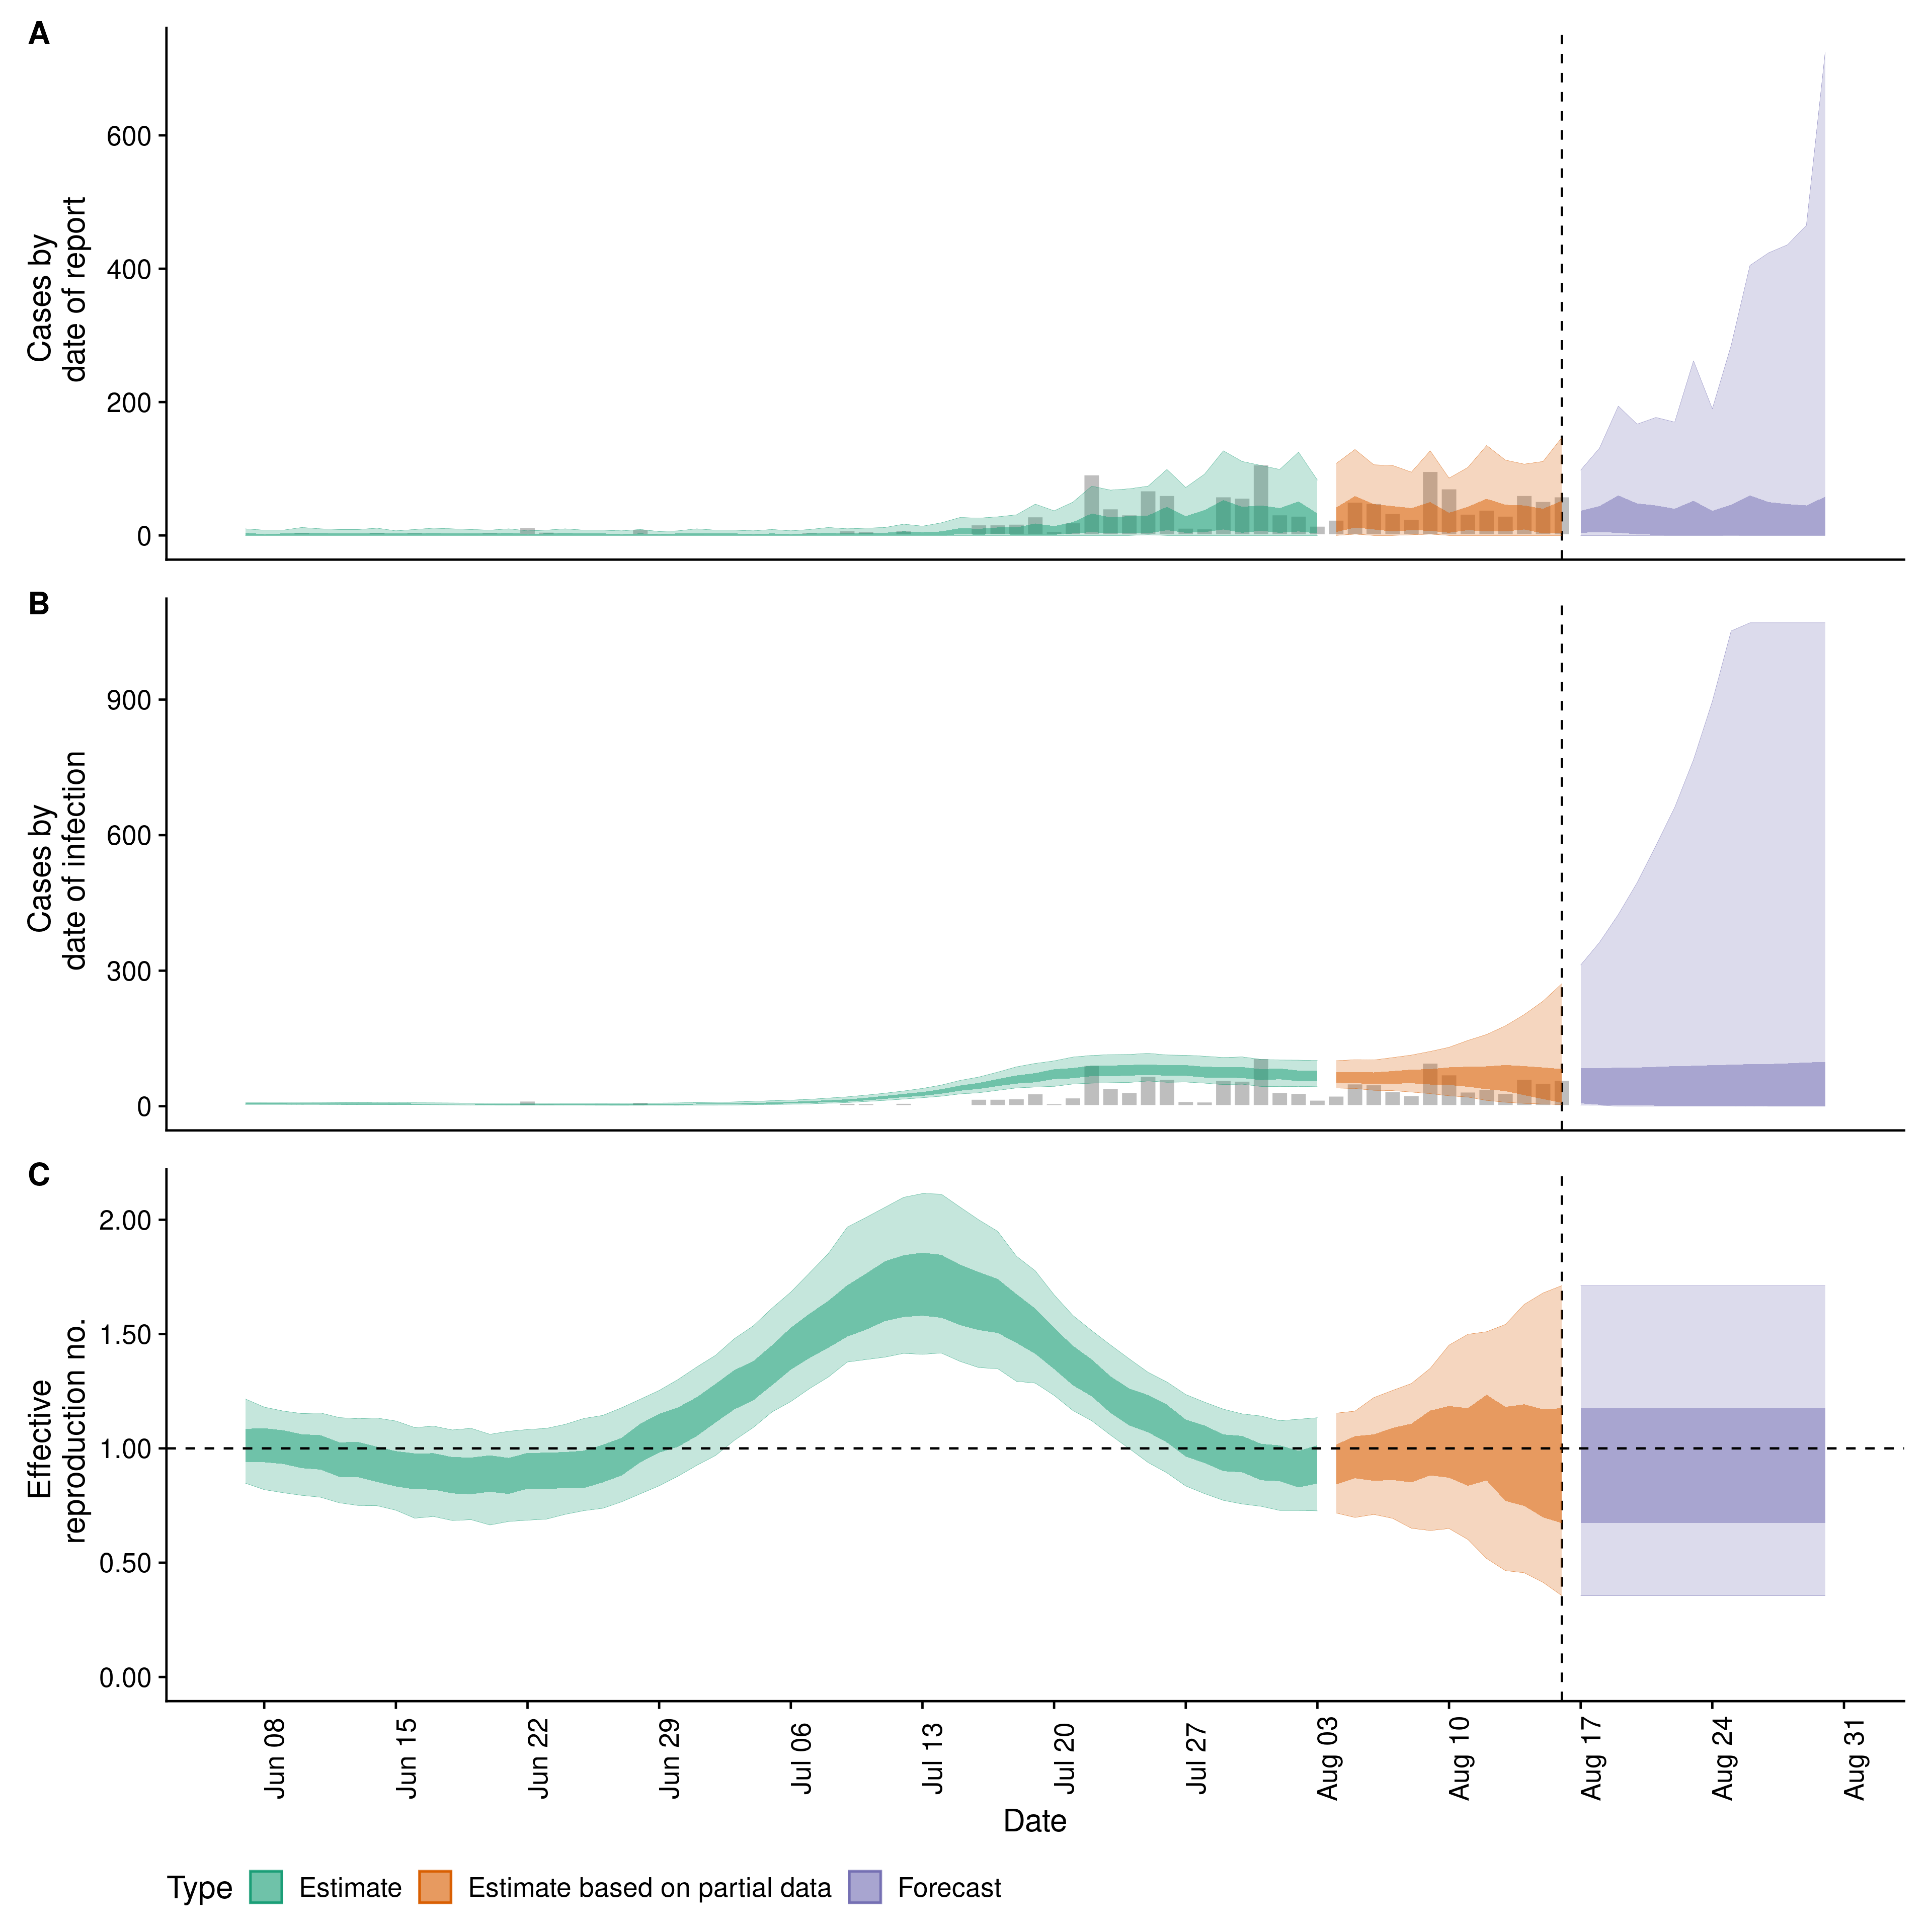 A
Cases by
date of report
600
400
200
0
B
Cases by
date of infection
900
600
300
0
C
Effective
reproduction no.
2.00
1.50
1.00
0.50
0.00
Jun 08
Jun 15
Jun 22
Jun 29
Jul 06
Jul 13
Jul 20
Jul 27
Aug 03
Aug 10
Aug 17
Aug 24
Aug 31
Date
Type
Estimate
Estimate based on partial data
Forecast